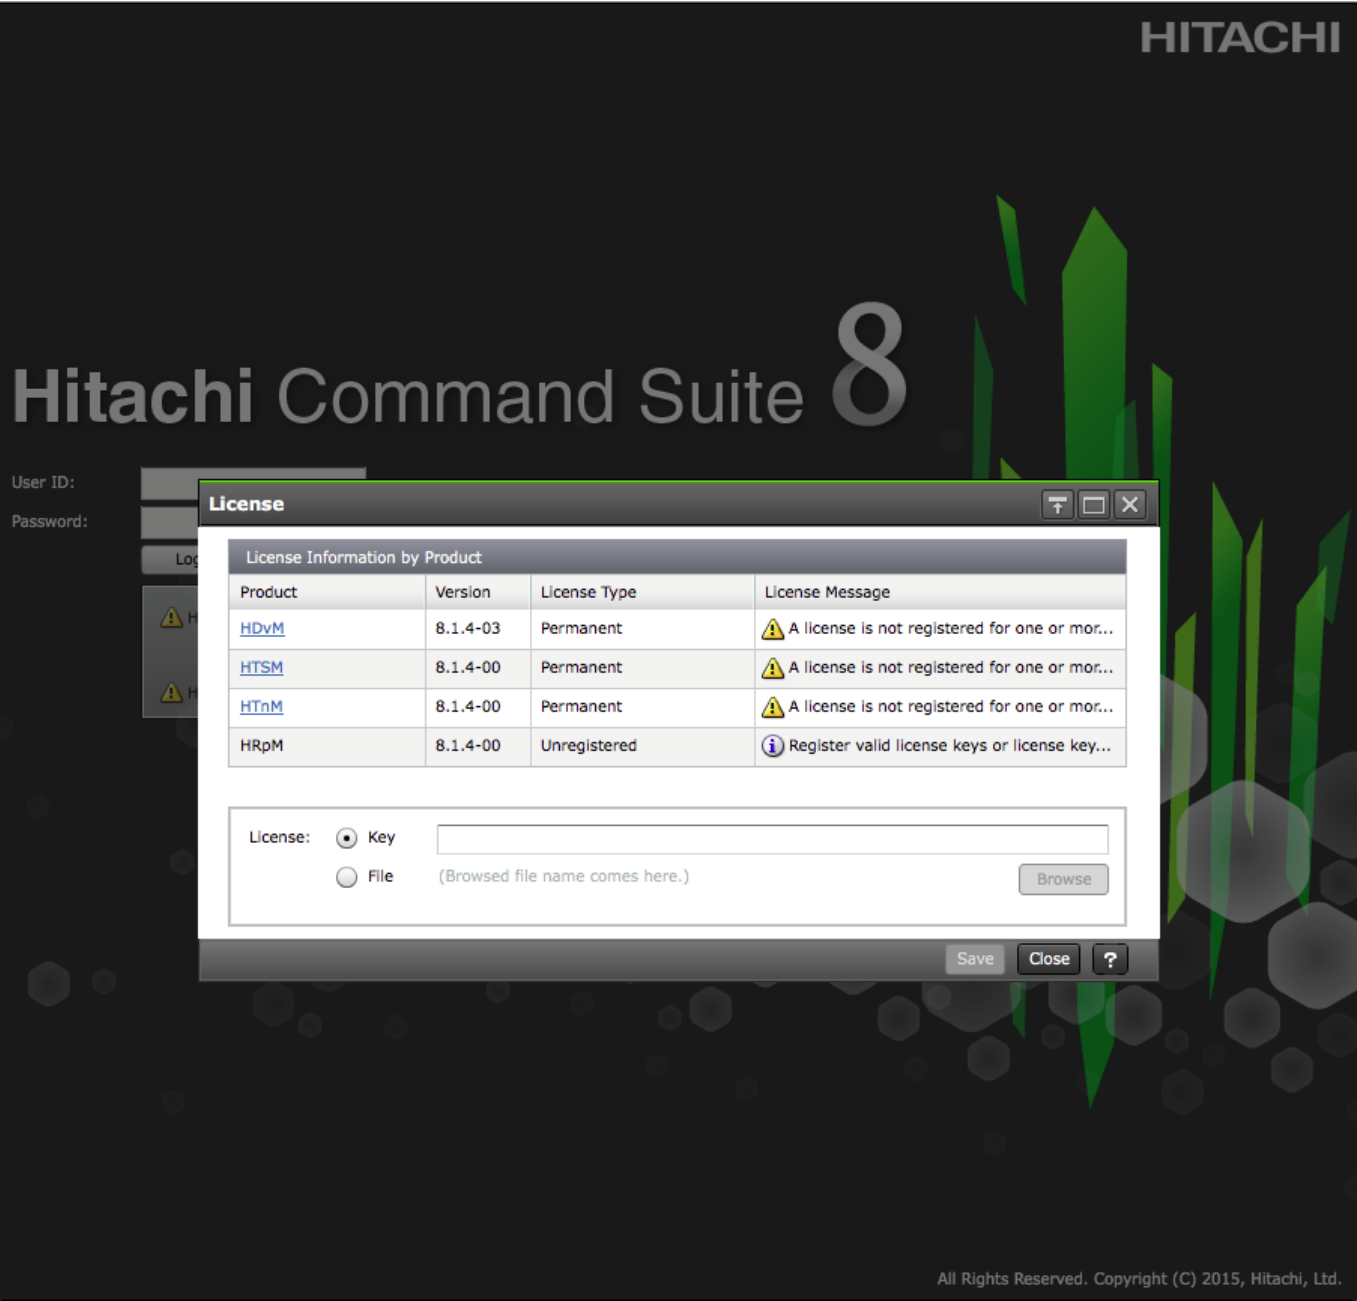 HITACHI
Hitachi Command Suite 8
User ID:
Password:
License
License Information by Product
Product Version License Type License Message
HDvM 8.1.4-03 Permanent A license is not registered for one or mor...
HTSM 8.1.4-00 Permanent A license is not registered for one or mor...
HTnM 8.1.4-00 Permanent A license is not registered for one or mor...
HRpM 8.1.4-00 Unregistered Register valid license keys or license key...
License: Key
File (Browsed file name comes here.) Browse
Save Close ?
All Rights Reserved. Copyright (C) 2015, Hitachi, Ltd.